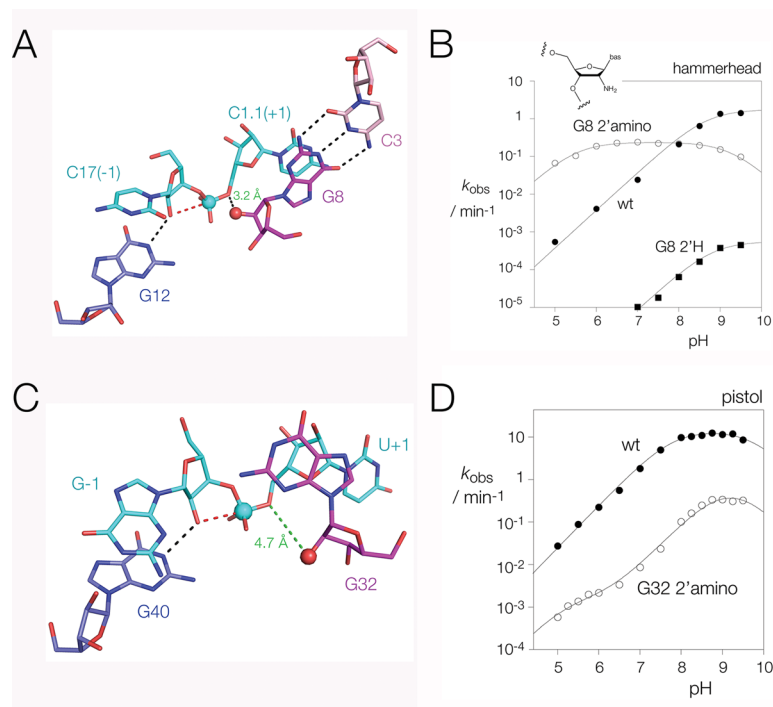 A
C1.1(+1)
C3
C17(-1)
3.2 Å
G8
G12
B
O
bas
O
O
NH₂
hammerhead
10
1
10⁻¹
10⁻²
10⁻³
10⁻⁴
10⁻⁵
kobs
/ min⁻¹
G8 2'amino
wt
G8 2'H
5 6 7 8 9 10
pH
C
G-1
U+1
4.7 Å
G32
G40
D
pistol
10
1
10⁻¹
10⁻²
10⁻³
10⁻⁴
kobs
/ min⁻¹
wt
G32 2'amino
5 6 7 8 9 10
pH